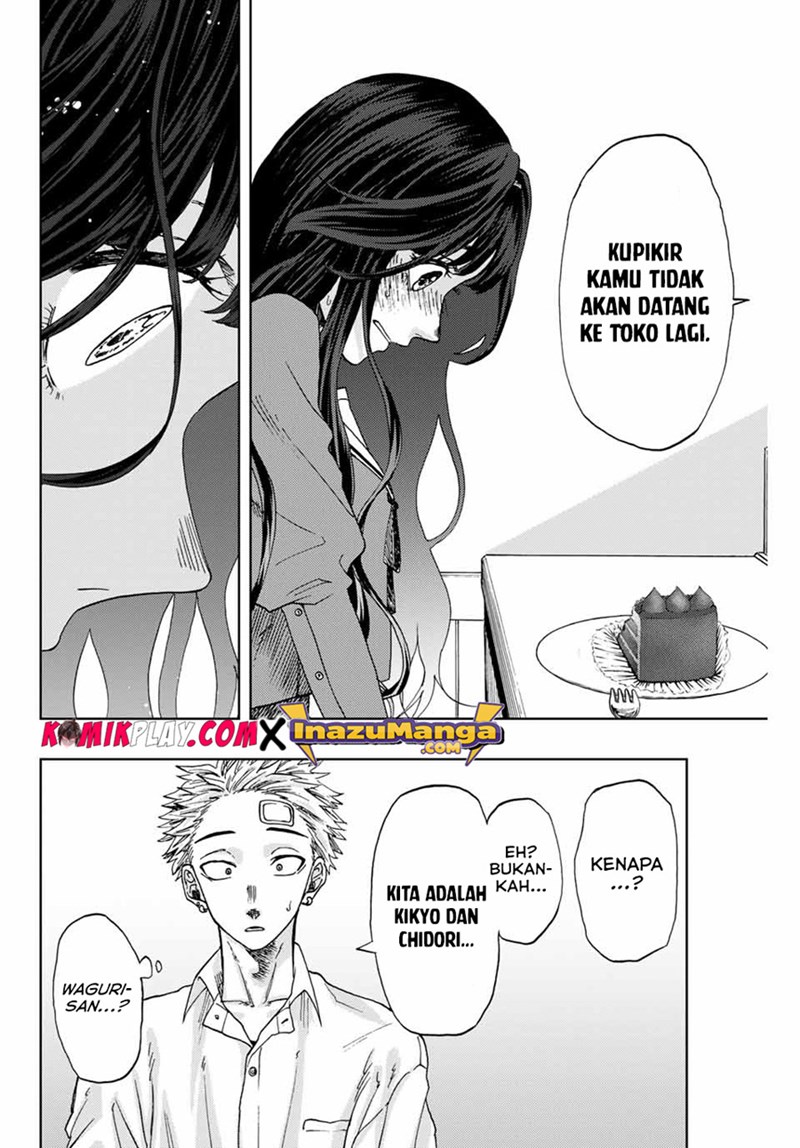 KUPIKIR
KAMU TIDAK
AKAN DATANG
KE TOKO LAGI.
KOMIKPLAY.COM X InazuManga
.COM
KENAPA
...?
EH?
BUKAN-
KAH...
KITA ADALAH
KIKYO DAN
CHIDORI...
WAGURI-
SAN...?